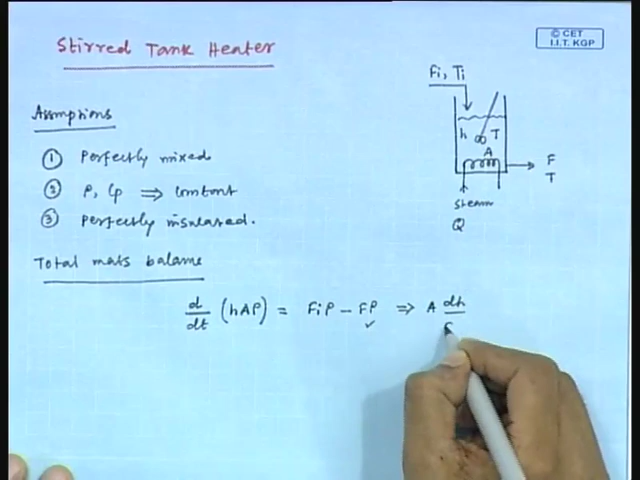 Stirred Tank Heater
© CET
I.I.T. KGP
Fi, Ti
Assmptions
h T
A
F
T
① Perfectly mixed
② ρ, Cp ⇒ constant
③ Perfectly insulated.
steam
Q
Total mass balance
d/dt (hAρ) = Fiρ − Fρ ⇒ A dh/